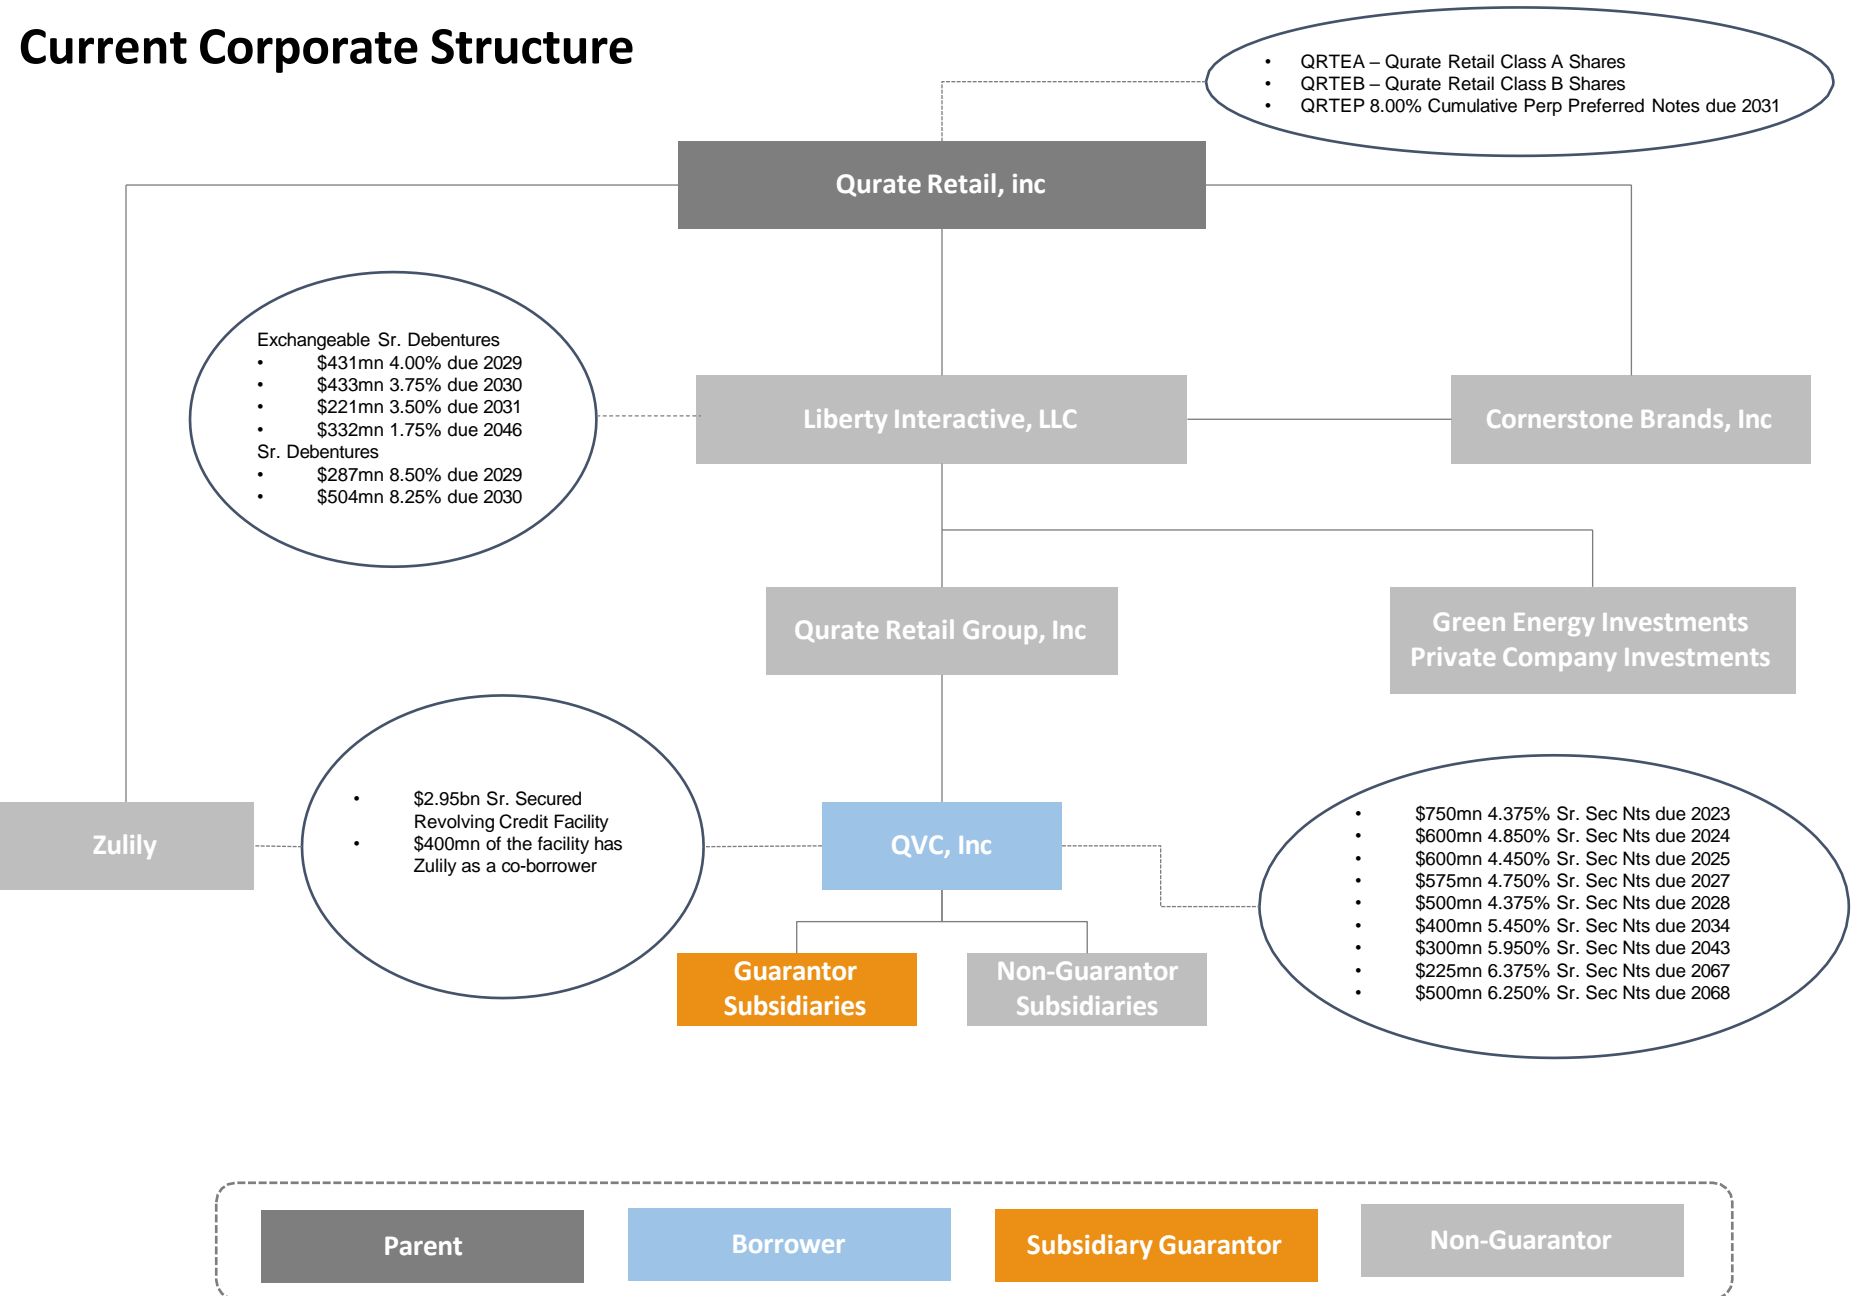 Current Corporate Structure
• QRTEA – Qurate Retail Class A Shares
• QRTEB – Qurate Retail Class B Shares
• QRTEP 8.00% Cumulative Perp Preferred Notes due 2031
Qurate Retail, inc
Exchangeable Sr. Debentures
• $431mn 4.00% due 2029
• $433mn 3.75% due 2030
• $221mn 3.50% due 2031
• $332mn 1.75% due 2046
Sr. Debentures
• $287mn 8.50% due 2029
• $504mn 8.25% due 2030
Liberty Interactive, LLC
Cornerstone Brands, Inc
Qurate Retail Group, Inc
Green Energy Investments
Private Company Investments
Zulily
• $2.95bn Sr. Secured
Revolving Credit Facility
• $400mn of the facility has
Zulily as a co-borrower
QVC, Inc
• $750mn 4.375% Sr. Sec Nts due 2023
• $600mn 4.850% Sr. Sec Nts due 2024
• $600mn 4.450% Sr. Sec Nts due 2025
• $575mn 4.750% Sr. Sec Nts due 2027
• $500mn 4.375% Sr. Sec Nts due 2028
• $400mn 5.450% Sr. Sec Nts due 2034
• $300mn 5.950% Sr. Sec Nts due 2043
• $225mn 6.375% Sr. Sec Nts due 2067
• $500mn 6.250% Sr. Sec Nts due 2068
Guarantor
Subsidiaries
Non-Guarantor
Subsidiaries
Parent
Borrower
Subsidiary Guarantor
Non-Guarantor